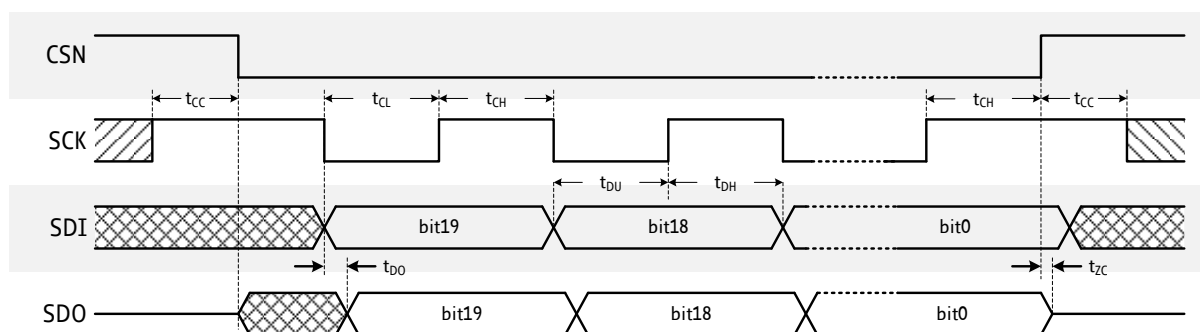 CSN
tCC tCL tCH tCH tCC
SCK
tDU tDH
SDI bit19 bit18 bit0
tDO tZC
SDO bit19 bit18 bit0